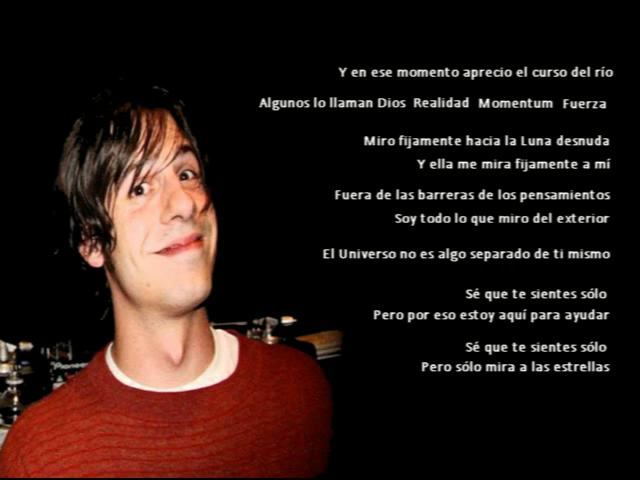 Y en ese momento aprecio el curso del río
Algunos lo llaman Dios Realidad Momentum Fuerza
Miro fijamente hacia la Luna desnuda
Y ella me mira fijamente a mí
Fuera de las barreras de los pensamientos
Soy todo lo que miro del exterior
El Universo no es algo separado de ti mismo
Sé que te sientes sólo
Pero por eso estoy aquí para ayudar
Sé que te sientes sólo
Pero sólo mira a las estrellas
Pioneer